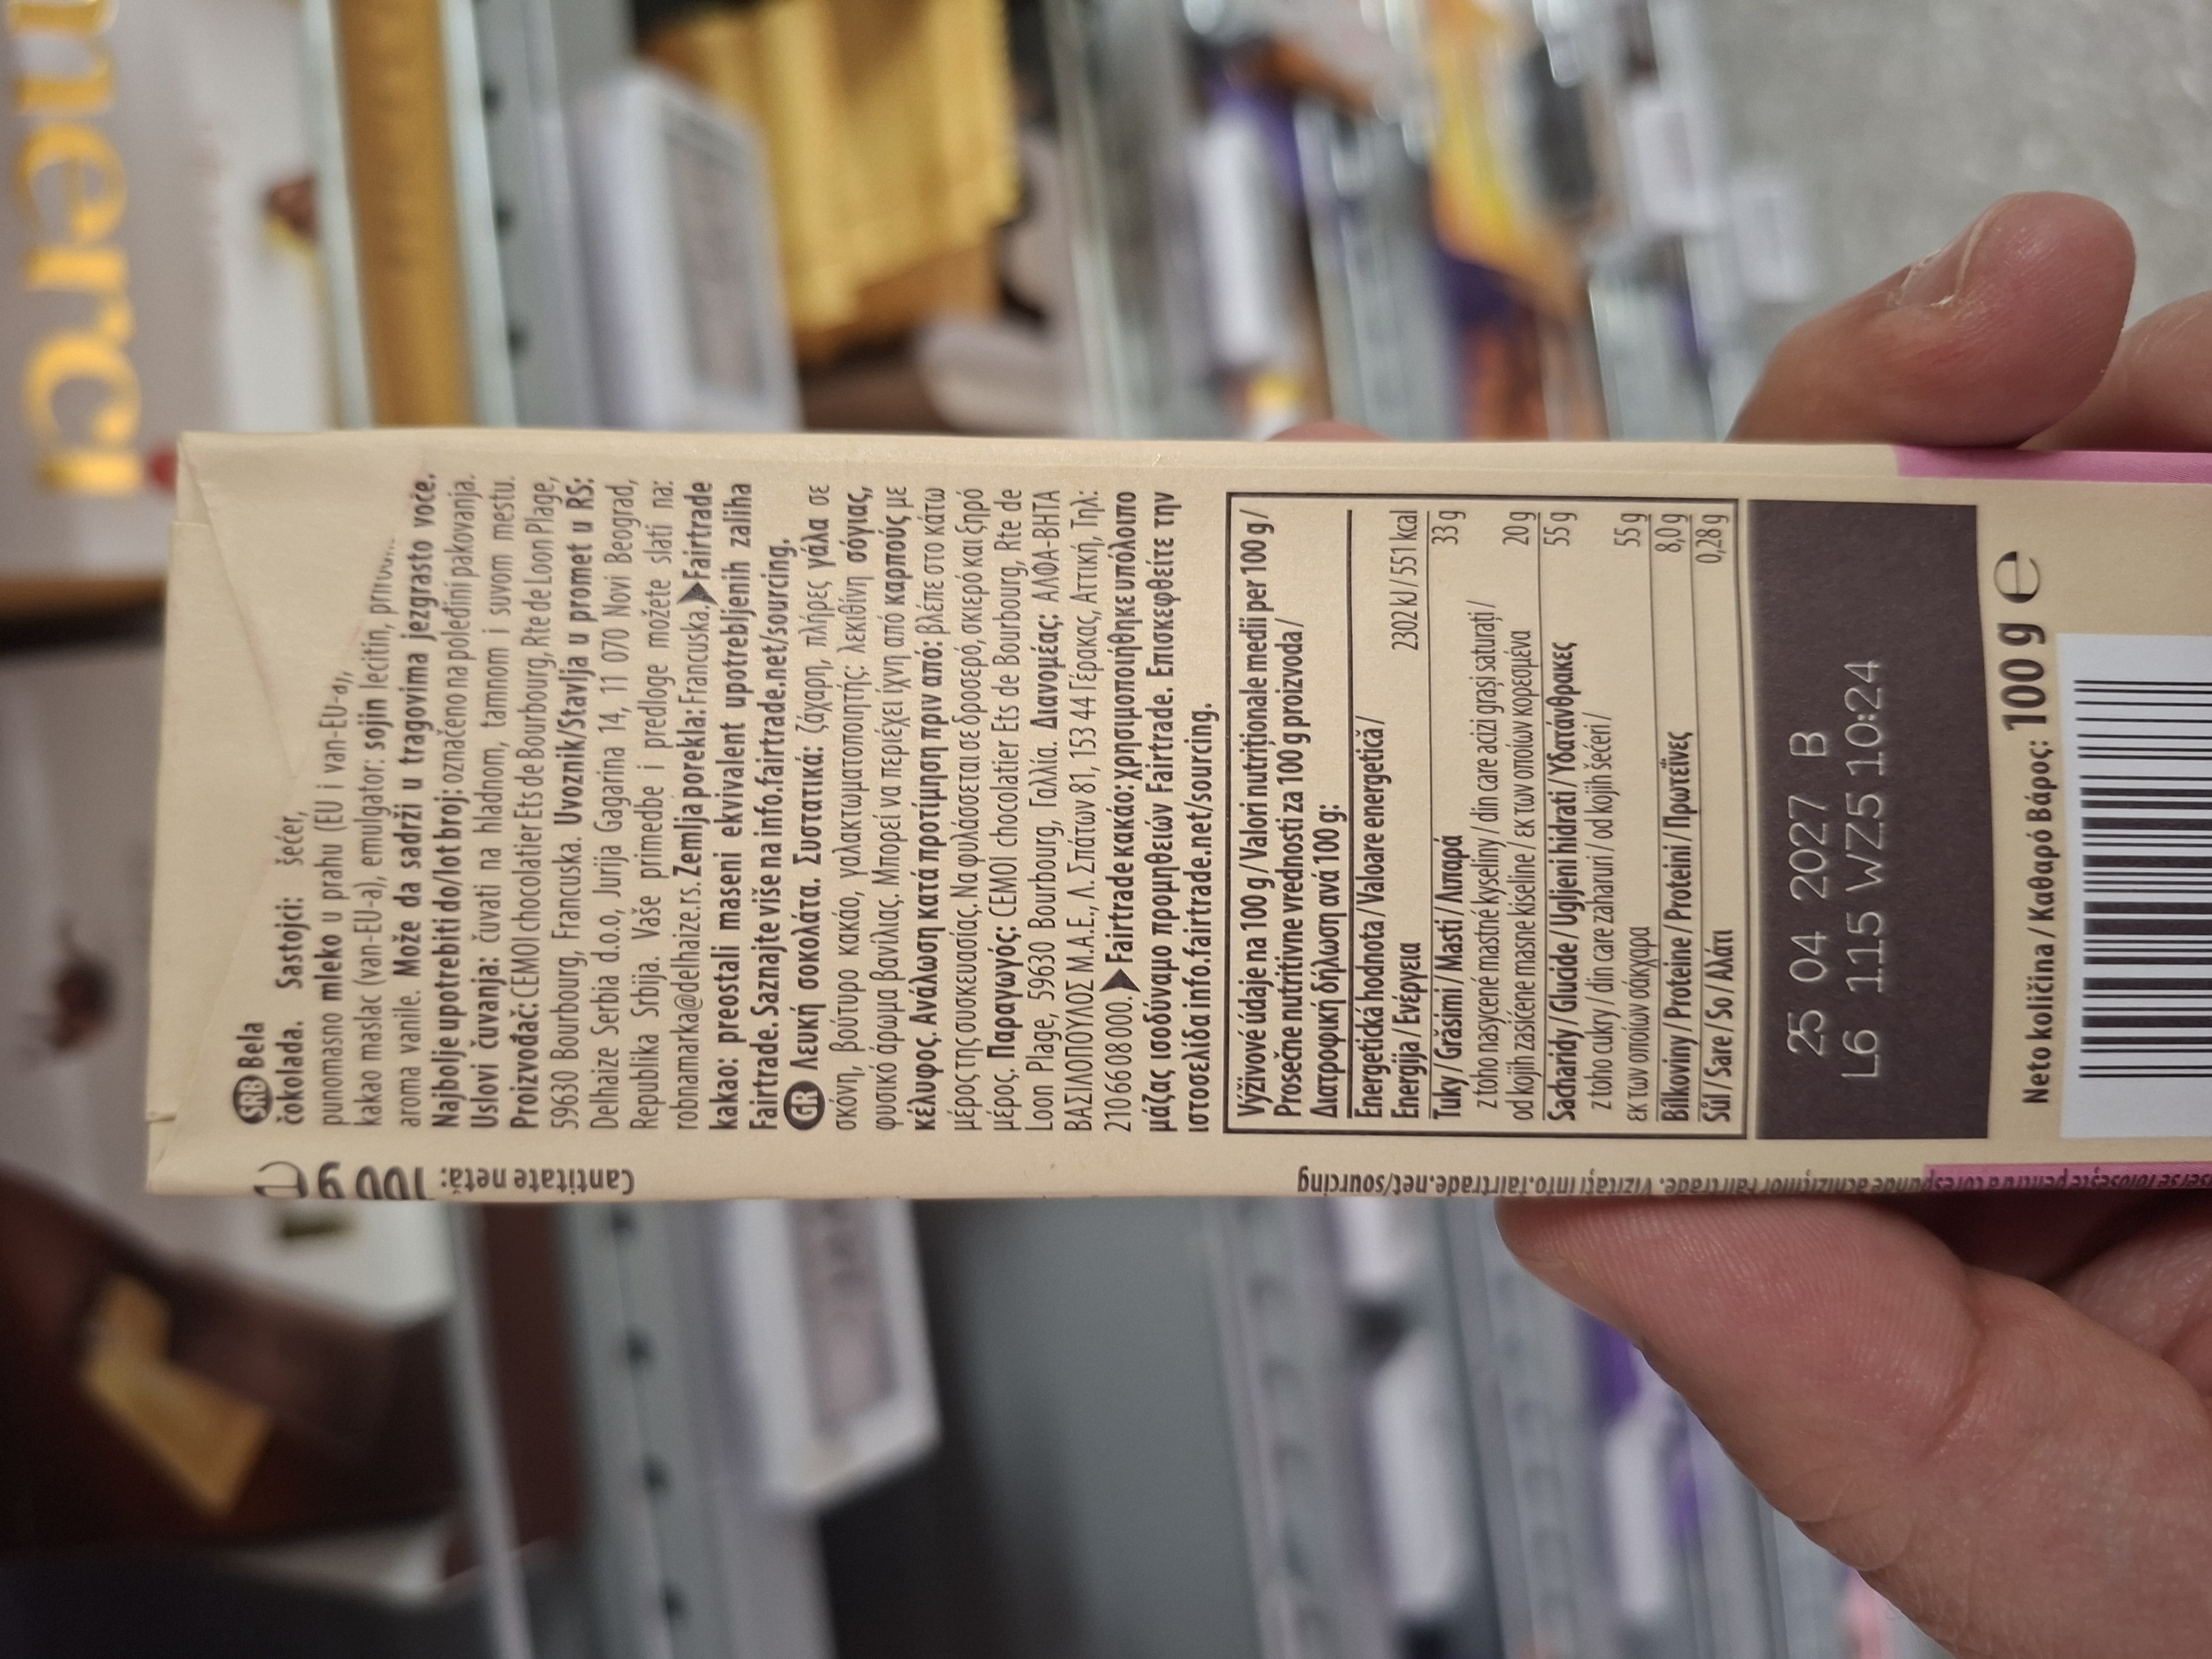 merci
SRB Bela
čokolada. Sastojci: šećer,
punomasno mleko u prahu (EU i van-EU-a),
kakao maslac (van-EU-a), emulgator: sojin lecitin,
aroma vanile. Može da sadrži u tragovima jezgrasto voće.
Najbolje upotrebiti do/lot broj: označeno na poleđini pakovanja.
Uslovi čuvanja: čuvati na hladnom, tamnom i suvom mestu.
Proizvođač: CEMOI chocolatier Ets de Bourbourg, Rte de Loon Plage,
59630 Bourbourg, Francuska. Uvoznik/Stavlja u promet u RS:
Delhaize Serbia d.o.o, Jurija Gagarina 14, 11 070 Novi Beograd,
Republika Srbija. Vaše primedbe i predloge možete slati na:
robnamarka@delhaize.rs. Zemlja porekla: Francuska. Fairtrade
kakao: preostali maseni ekvivalent upotrebljenih zaliha
Fairtrade. Saznajte više na info.fairtrade.net/sourcing.
GR Λευκή σοκολάτα. Συστατικά: ζάχαρη, πλήρες γάλα σε
σκόνη, βούτυρο κακάο, γαλακτωματοποιητής: λεκιθίνη σόγιας,
φυσικό άρωμα βανίλιας. Μπορεί να περιέχει ίχνη από καρπούς με
κέλυφος. Ανάλωση κατά προτίμηση πριν από: βλέπε στο κάτω
μέρος της συσκευασίας. Να φυλάσσεται σε δροσερό, σκιερό και ξηρό
μέρος. Παραγωγός: CEMOI chocolatier Ets de Bourbourg, Rte de
Loon Plage, 59630 Bourbourg, Γαλλία. Διανομέας: ΑΛΦΑ-ΒΗΤΑ
ΒΑΣΙΛΟΠΟΥΛΟΣ Μ.Α.Ε., Λ. Σπάτων 81, 153 44 Γέρακας, Αττική, Τηλ:
210 66 08 000. Fairtrade κακάο: χρησιμοποιήθηκε υπόλοιπο
μάζας ισοδύναμο προμηθειών Fairtrade. Επισκεφθείτε την
ιστοσελίδα info.fairtrade.net/sourcing.
Výživové údaje na 100 g / Valori nutriționale medii per 100 g /
Prosečne nutritivne vrednosti za 100 g proizvoda /
Διατροφική δήλωση ανά 100 g:
Energetická hodnota / Valoare energetică /
Energija / Ενέργεια 2302 kJ / 551 kcal
Tuky / Grăsimi / Masti / Λιπαρά 33 g
z toho nasycené mastné kyseliny / din care acizi grași saturați /
od kojih zasićene masne kiseline / εκ των οποίων κορεσμένα 20 g
Sacharidy / Glucide / Ugljeni hidrati / Υδατάνθρακες 55 g
z toho cukry / din care zaharuri / od kojih šećeri /
εκ των οποίων σάκχαρα 55 g
Bílkoviny / Proteine / Proteini / Πρωτεΐνες 8,0 g
Sůl / Sare / So / Αλάτι 0,28 g
25 04 2027 B
L6 115 WZ5 10:24
Neto količina / Καθαρό Βάρος: 100 g ℮
Cantitate netă: 100 g ℮
Fairtrade. Vizitați info.fairtrade.net/sourcing